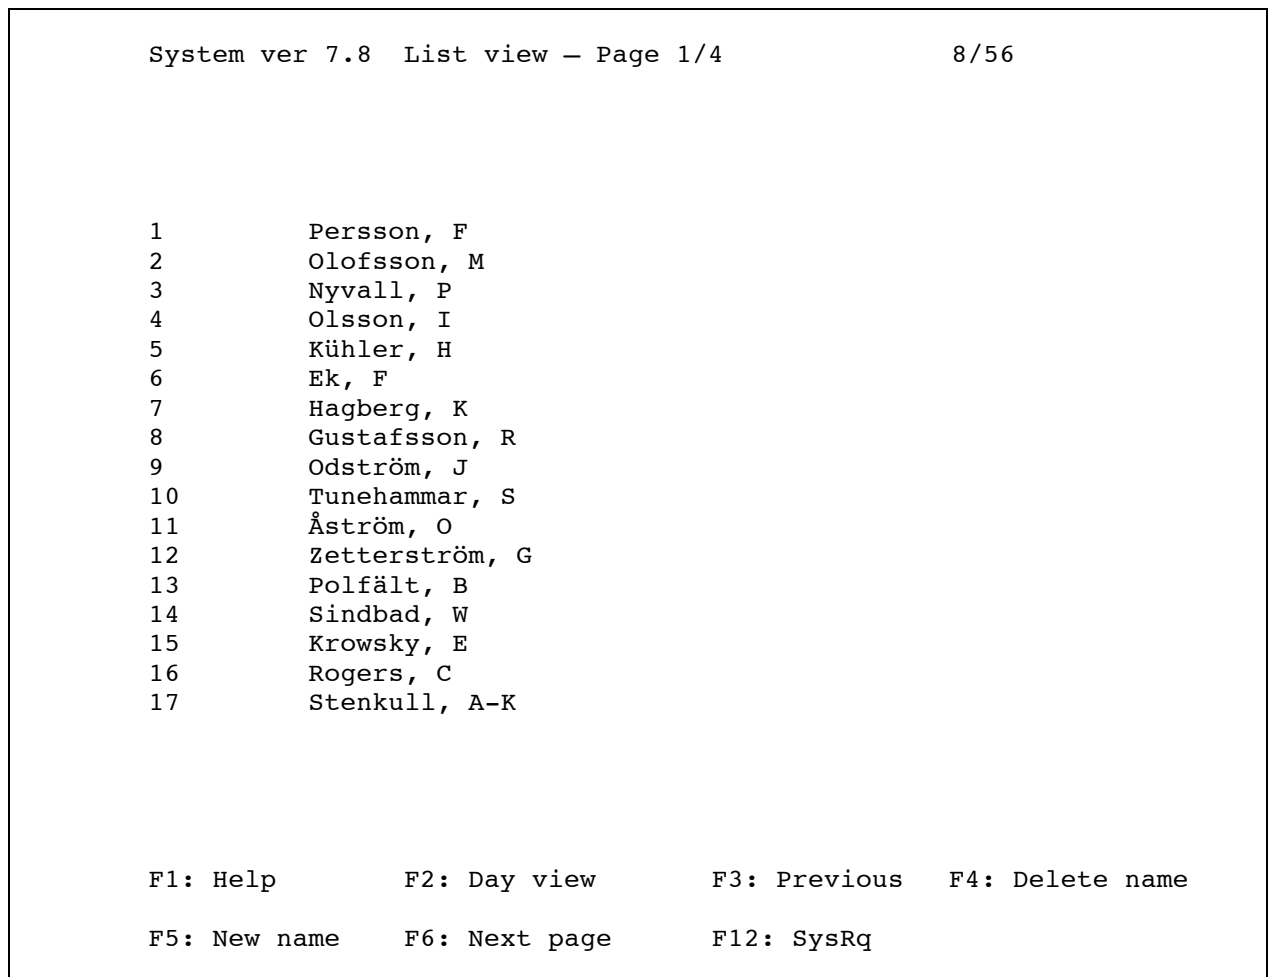 System ver 7.8 List view – Page 1/4 8/56
1 Persson, F
2 Olofsson, M
3 Nyvall, P
4 Olsson, I
5 Kühler, H
6 Ek, F
7 Hagberg, K
8 Gustafsson, R
9 Odström, J
10 Tunehammar, S
11 Åström, O
12 Zetterström, G
13 Polfält, B
14 Sindbad, W
15 Krowsky, E
16 Rogers, C
17 Stenkull, A-K
F1: Help F2: Day view F3: Previous F4: Delete name
F5: New name F6: Next page F12: SysRq